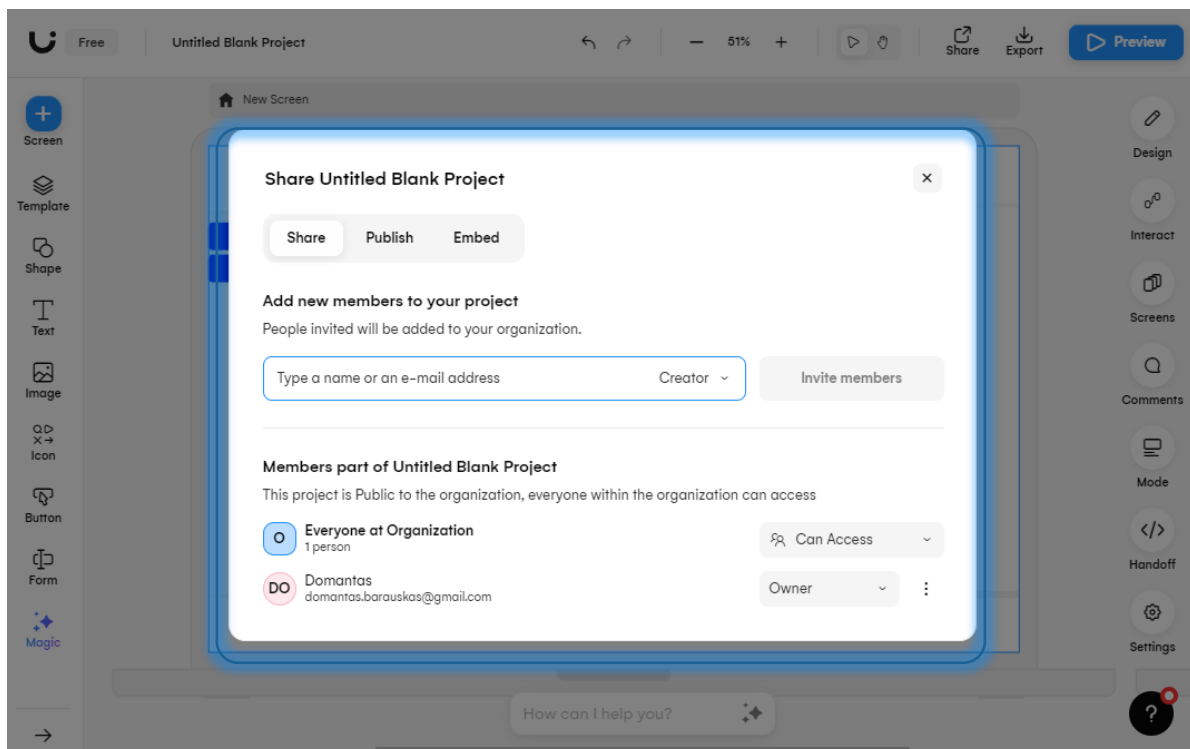 Free
Untitled Blank Project
51%
Share
Export
Preview
New Screen
Screen
Template
Shape
Text
Image
Icon
Button
Form
Magic
Share Untitled Blank Project
Share Publish Embed
Add new members to your project
People invited will be added to your organization.
Type a name or an e-mail address Creator
Invite members
Members part of Untitled Blank Project
This project is Public to the organization, everyone within the organization can access
O Everyone at Organization
1 person
Can Access
DO Domantas
domantas.barauskas@gmail.com
Owner
Design
Interact
Screens
Comments
Mode
Handoff
Settings
How can I help you?
?